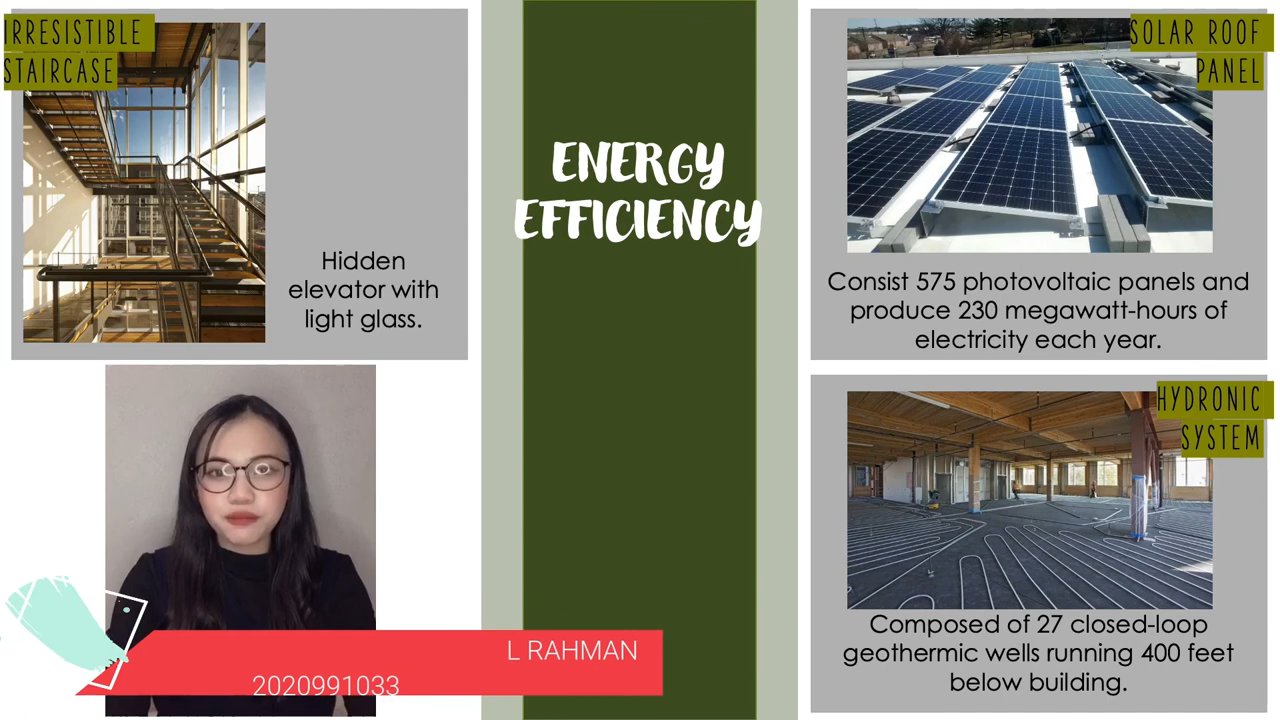 IRRESISTIBLE
STAIRCASE
Hidden
elevator with
light glass.
ENERGY
EFFICIENCY
SOLAR ROOF
PANEL
Consist 575 photovoltaic panels and
produce 230 megawatt-hours of
electricity each year.
HYDRONIC
SYSTEM
Composed of 27 closed-loop
geothermic wells running 400 feet
below building.
L RAHMAN
2020991033